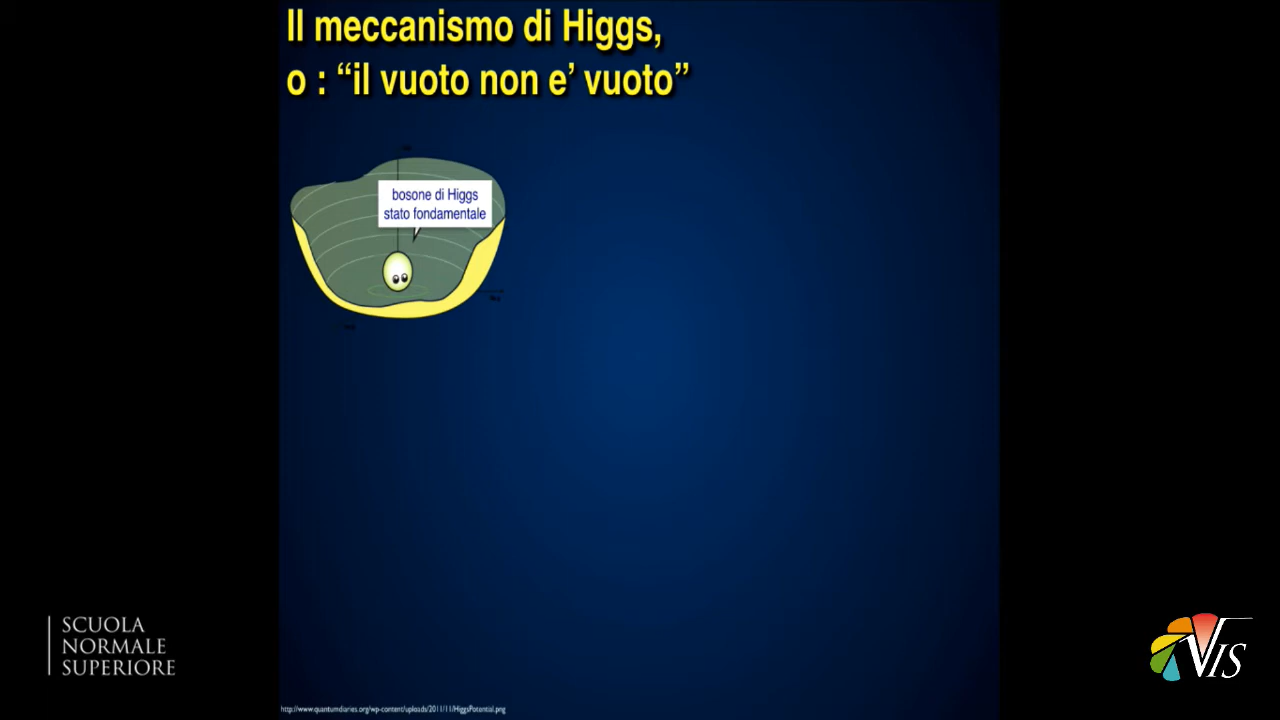 Il meccanismo di Higgs,
o : “il vuoto non e’ vuoto”
bosone di Higgs
stato fondamentale
SCUOLA
NORMALE
SUPERIORE
VIS
http://www.quantumdiaries.org/wp-content/uploads/2011/11/HiggsPotential.png